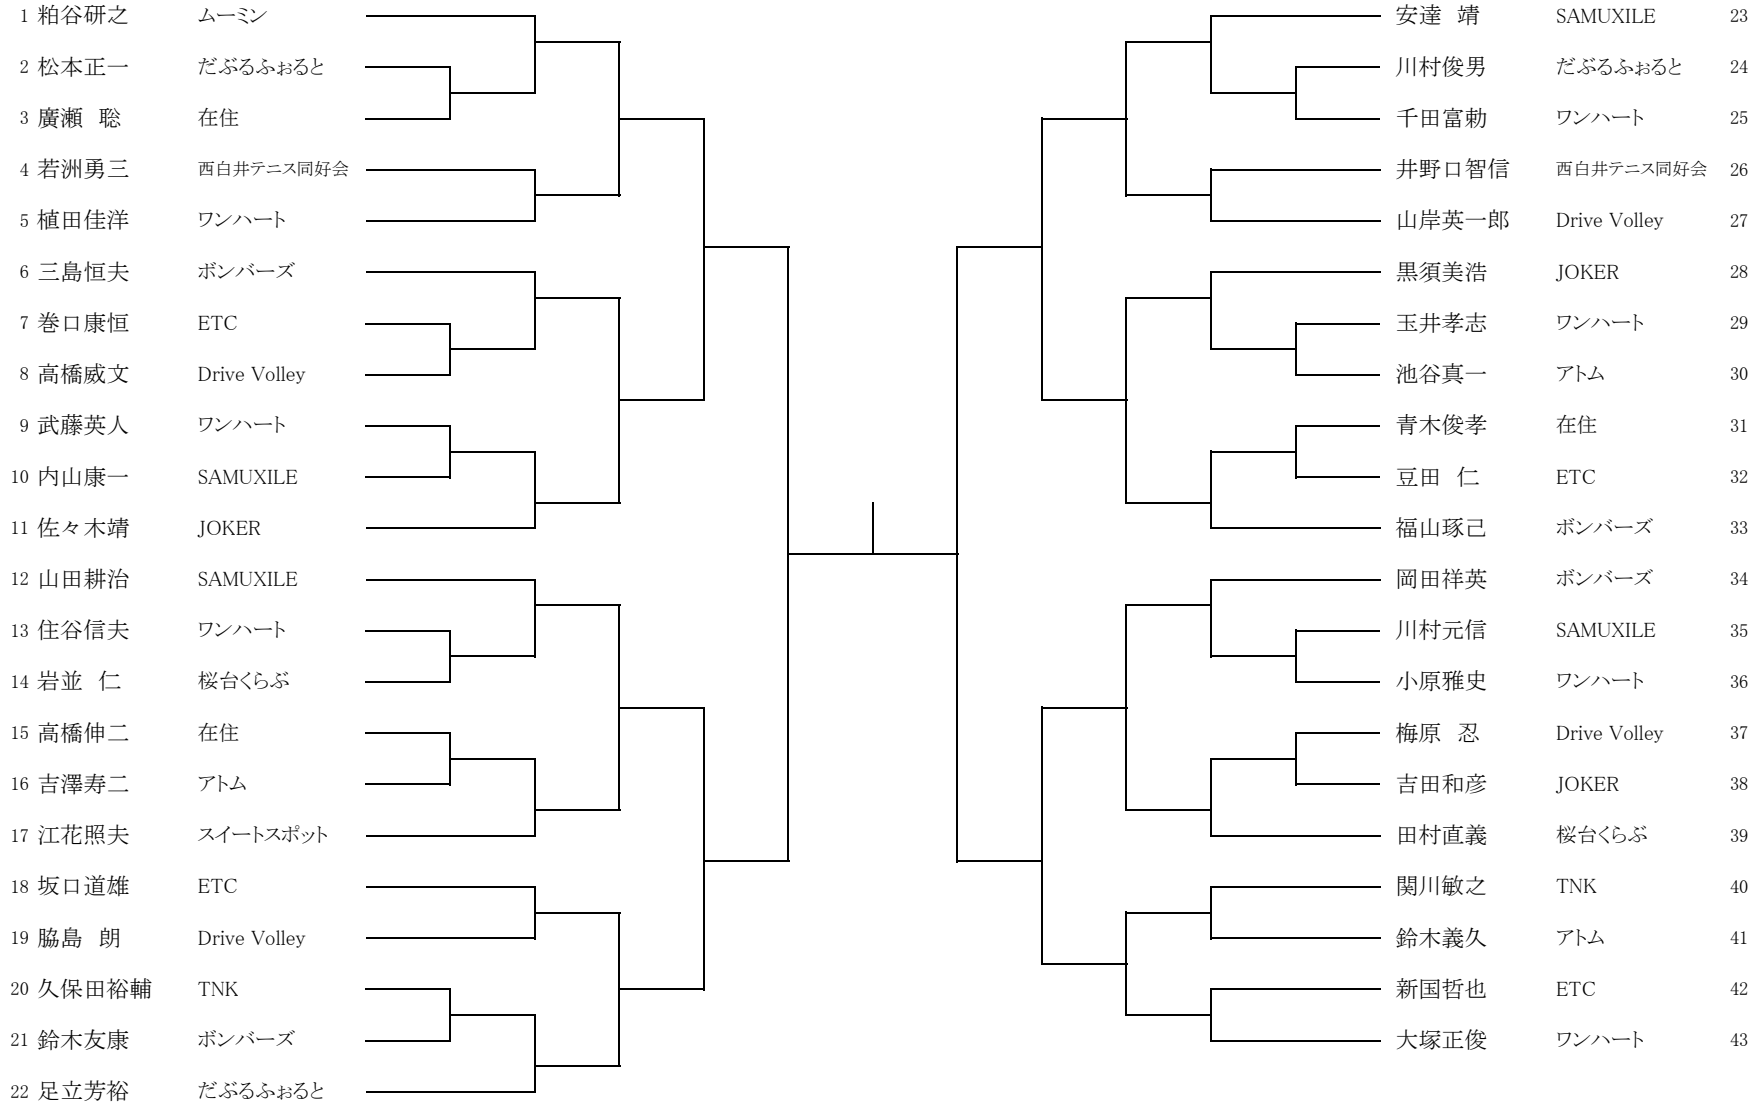 1 粕谷研之 ムーミン
2 松本正一 だぶるふぉると
3 廣瀬 聡 在住
4 若洲勇三 西白井テニス同好会
5 植田佳洋 ワンハート
6 三島恒夫 ボンバーズ
7 巻口康恒 ETC
8 高橋威文 Drive Volley
9 武藤英人 ワンハート
10 内山康一 SAMUXILE
11 佐々木靖 JOKER
12 山田耕治 SAMUXILE
13 住谷信夫 ワンハート
14 岩並 仁 桜台くらぶ
15 高橋伸二 在住
16 吉澤寿二 アトム
17 江花照夫 スイートスポット
18 坂口道雄 ETC
19 脇島 朗 Drive Volley
20 久保田裕輔 TNK
21 鈴木友康 ボンバーズ
22 足立芳裕 だぶるふぉると
安達 靖 SAMUXILE 23
川村俊男 だぶるふぉると 24
千田富勅 ワンハート 25
井野口智信 西白井テニス同好会 26
山岸英一郎 Drive Volley 27
黒須美浩 JOKER 28
玉井孝志 ワンハート 29
池谷真一 アトム 30
青木俊孝 在住 31
豆田 仁 ETC 32
福山琢己 ボンバーズ 33
岡田祥英 ボンバーズ 34
川村元信 SAMUXILE 35
小原雅史 ワンハート 36
梅原 忍 Drive Volley 37
吉田和彦 JOKER 38
田村直義 桜台くらぶ 39
関川敏之 TNK 40
鈴木義久 アトム 41
新国哲也 ETC 42
大塚正俊 ワンハート 43